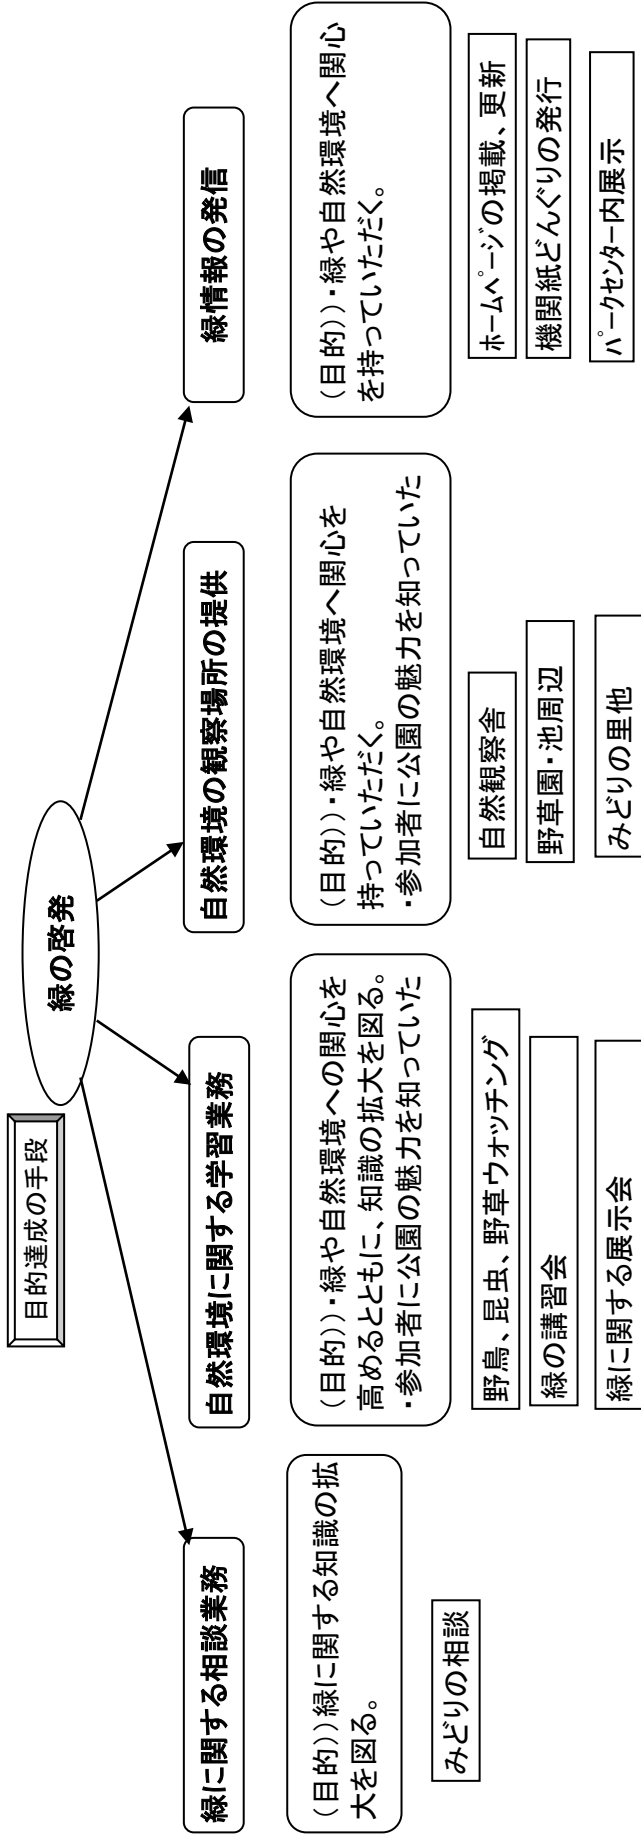 目的達成の手段
緑の啓発
緑に関する相談業務
(目的))緑に関する知識の拡
大を図る。
みどりの相談
自然環境に関する学習業務
(目的))・緑や自然環境への関心を
高めるとともに、知識の拡大を図る。
・参加者に公園の魅力を知っていた
野鳥、昆虫、野草ウォッチング
緑の講習会
緑に関する展示会
自然環境の観察場所の提供
(目的))・緑や自然環境へ関心を
持っていただく。
・参加者に公園の魅力を知っていた
自然観察舎
野草園・池周辺
みどりの里他
緑情報の発信
(目的))・緑や自然環境へ関心
を持っていただく。
ホームページの掲載、更新
機関紙どんぐりの発行
パークセンター内展示